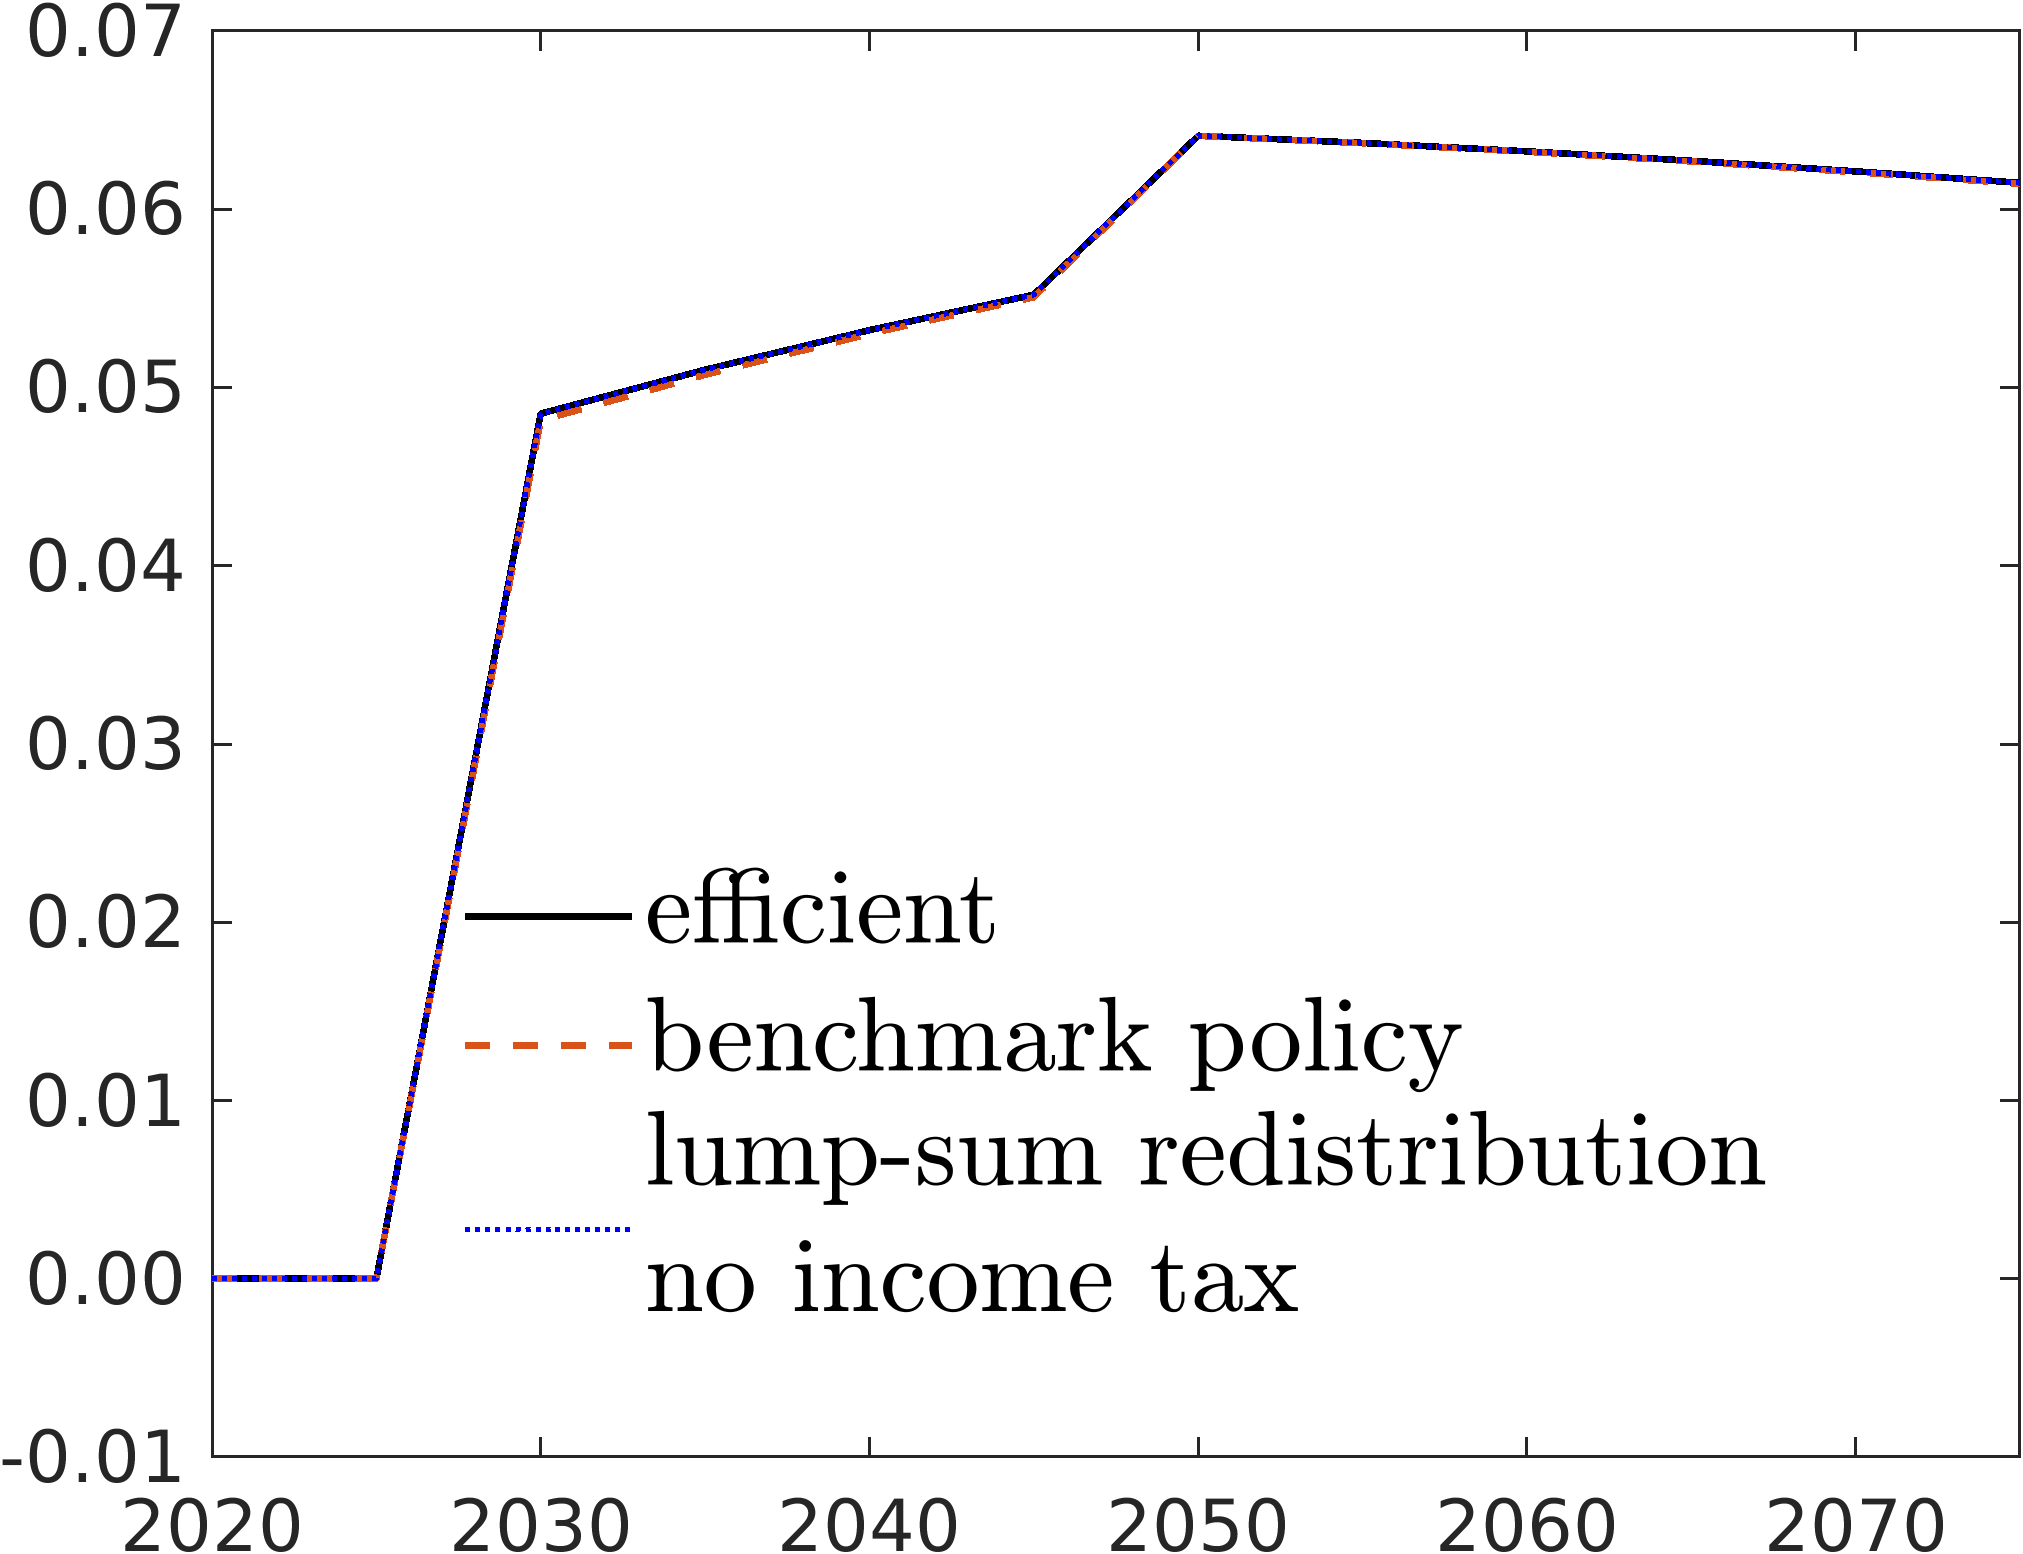 0.07
0.06
0.05
0.04
0.03
0.02
0.01
0.00
-0.01
efficient
benchmark policy
lump-sum redistribution
no income tax
2020 2030 2040 2050 2060 2070